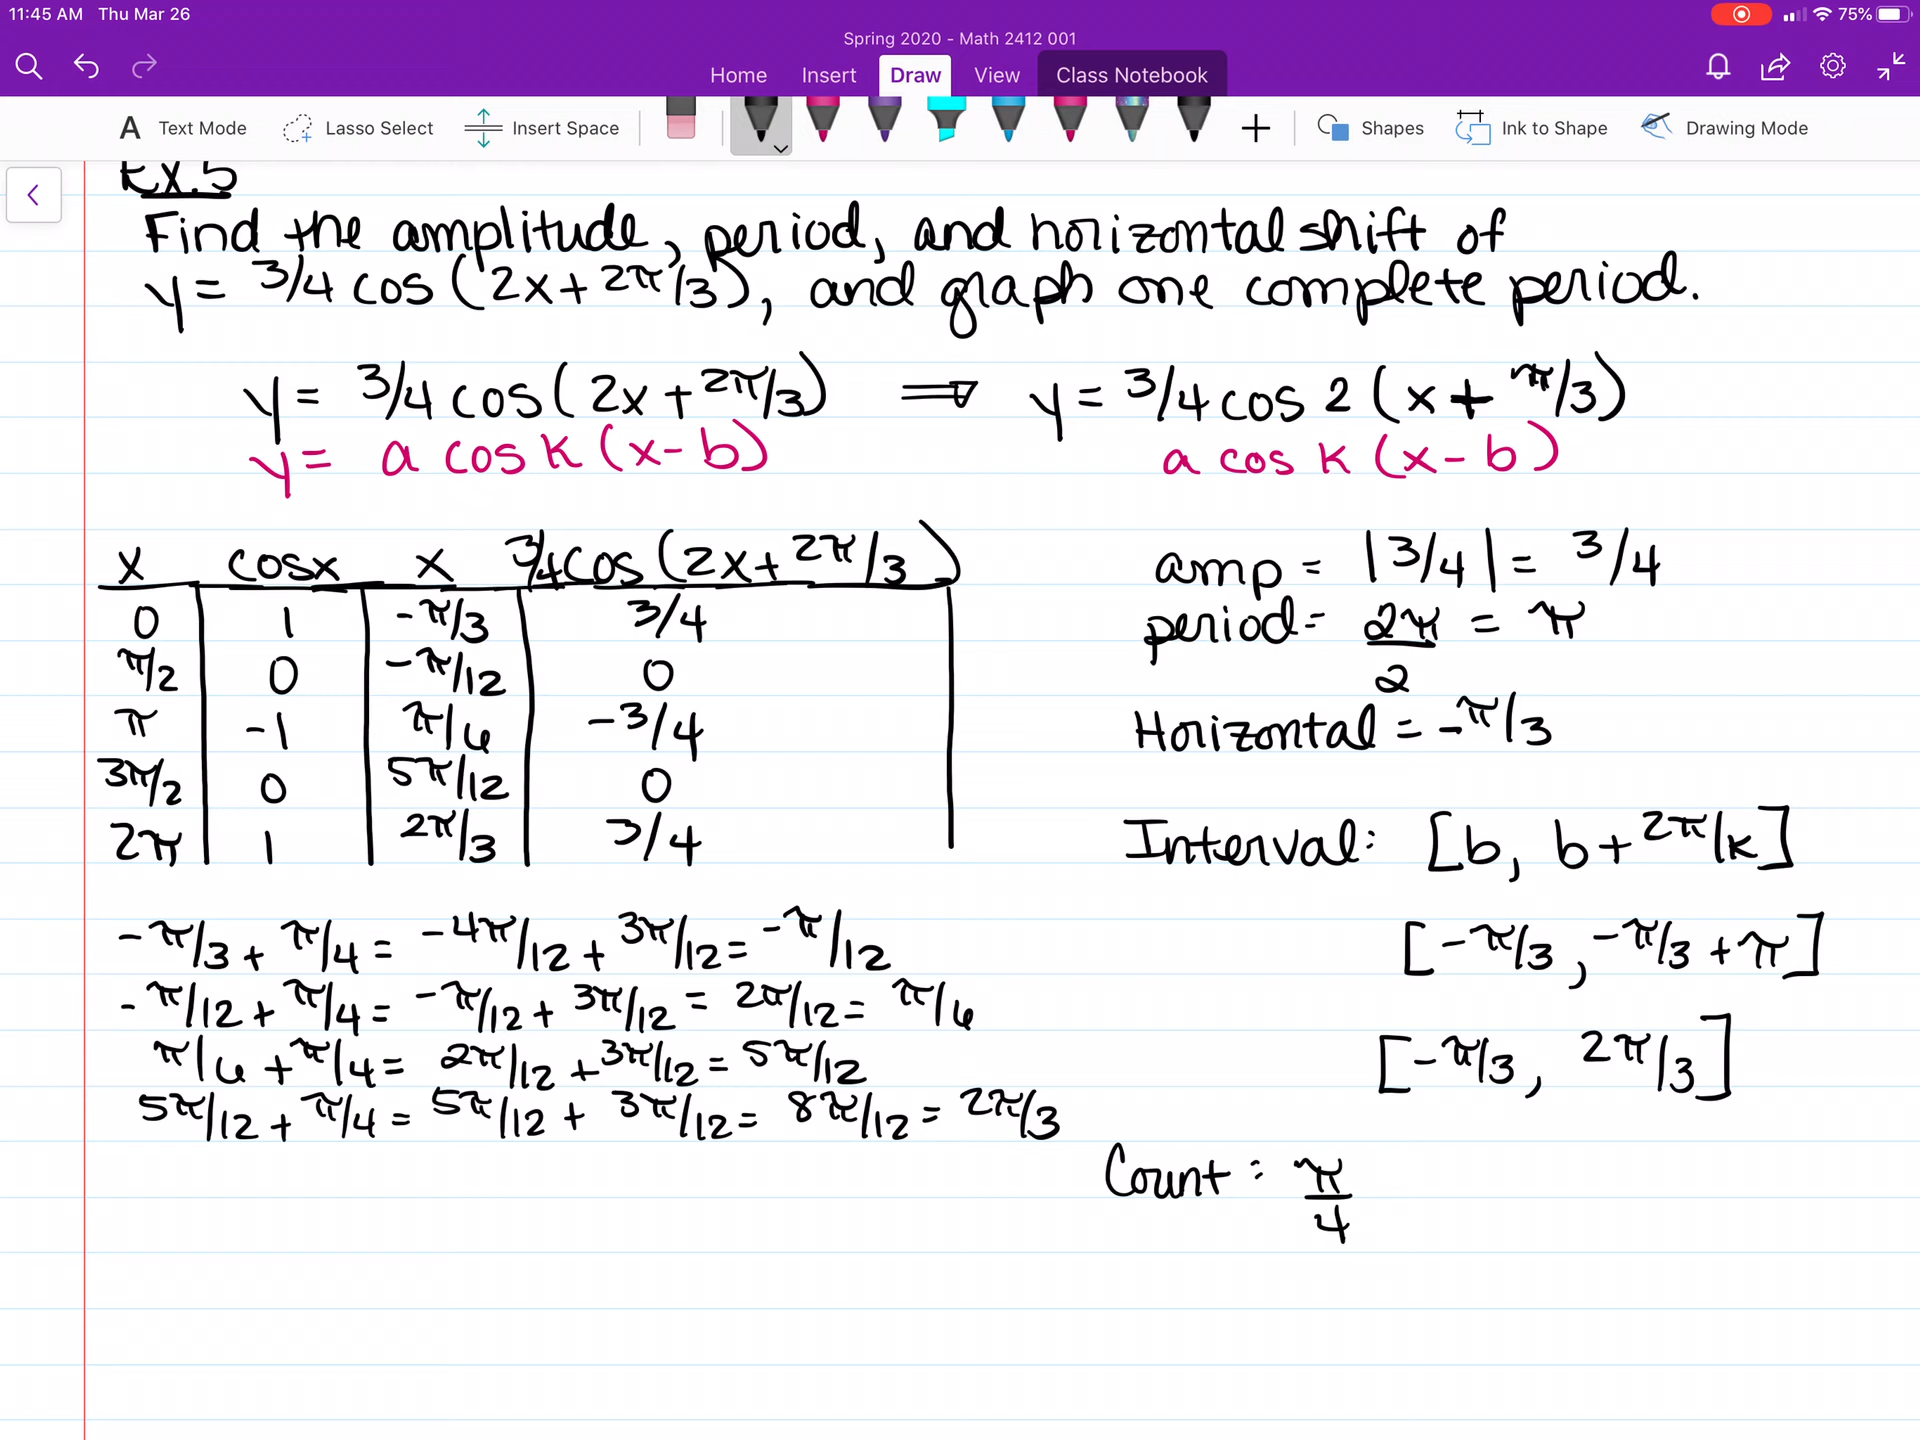 11:45 AM Thu Mar 26
75%
Spring 2020 - Math 2412 001
Home Insert Draw View Class Notebook
A Text Mode Lasso Select Insert Space Shapes Ink to Shape Drawing Mode
Ex.5
Find the amplitude, period, and horizontal shift of
y = 3/4 cos (2x + 2π/3), and graph one complete period.
y = 3/4 cos (2x + 2π/3) ⟹ y = 3/4 cos 2 (x + π/3)
y = a cos k (x - b) a cos k (x - b)
x cosx x 3/4 cos (2x + 2π/3)
0 1 -π/3 3/4
π/2 0 -π/12 0
π -1 π/6 -3/4
3π/2 0 5π/12 0
2π 1 2π/3 3/4
amp = |3/4| = 3/4
period = 2π/2 = π
Horizontal = -π/3
Interval: [b, b + 2π/k]
[-π/3, -π/3 + π]
[-π/3, 2π/3]
-π/3 + π/4 = -4π/12 + 3π/12 = -π/12
-π/12 + π/4 = -π/12 + 3π/12 = 2π/12 = π/6
π/6 + π/4 = 2π/12 + 3π/12 = 5π/12
5π/12 + π/4 = 5π/12 + 3π/12 = 8π/12 = 2π/3
Count: π/4